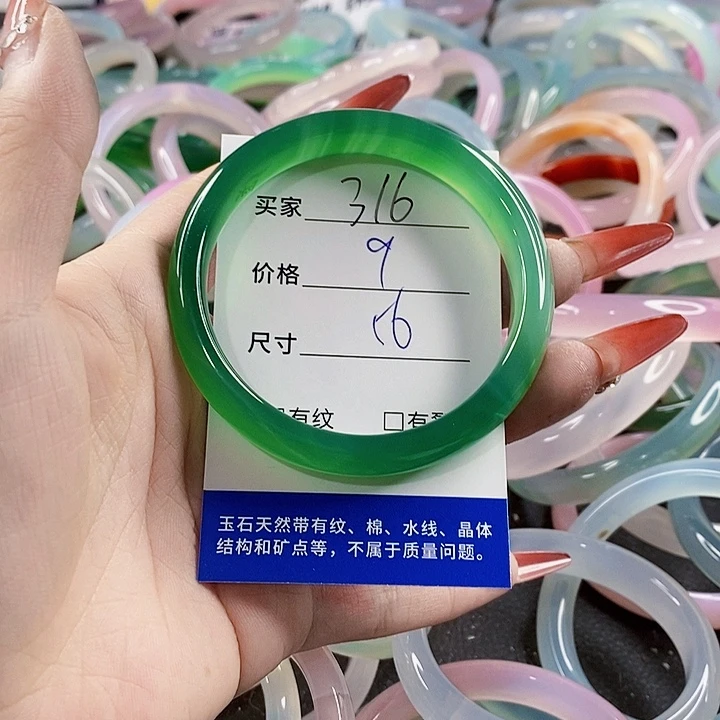 买家 316
价格 9
尺寸 56
有纹 □有
玉石天然带有纹、棉、水线、晶体
结构和矿点等，不属于质量问题。